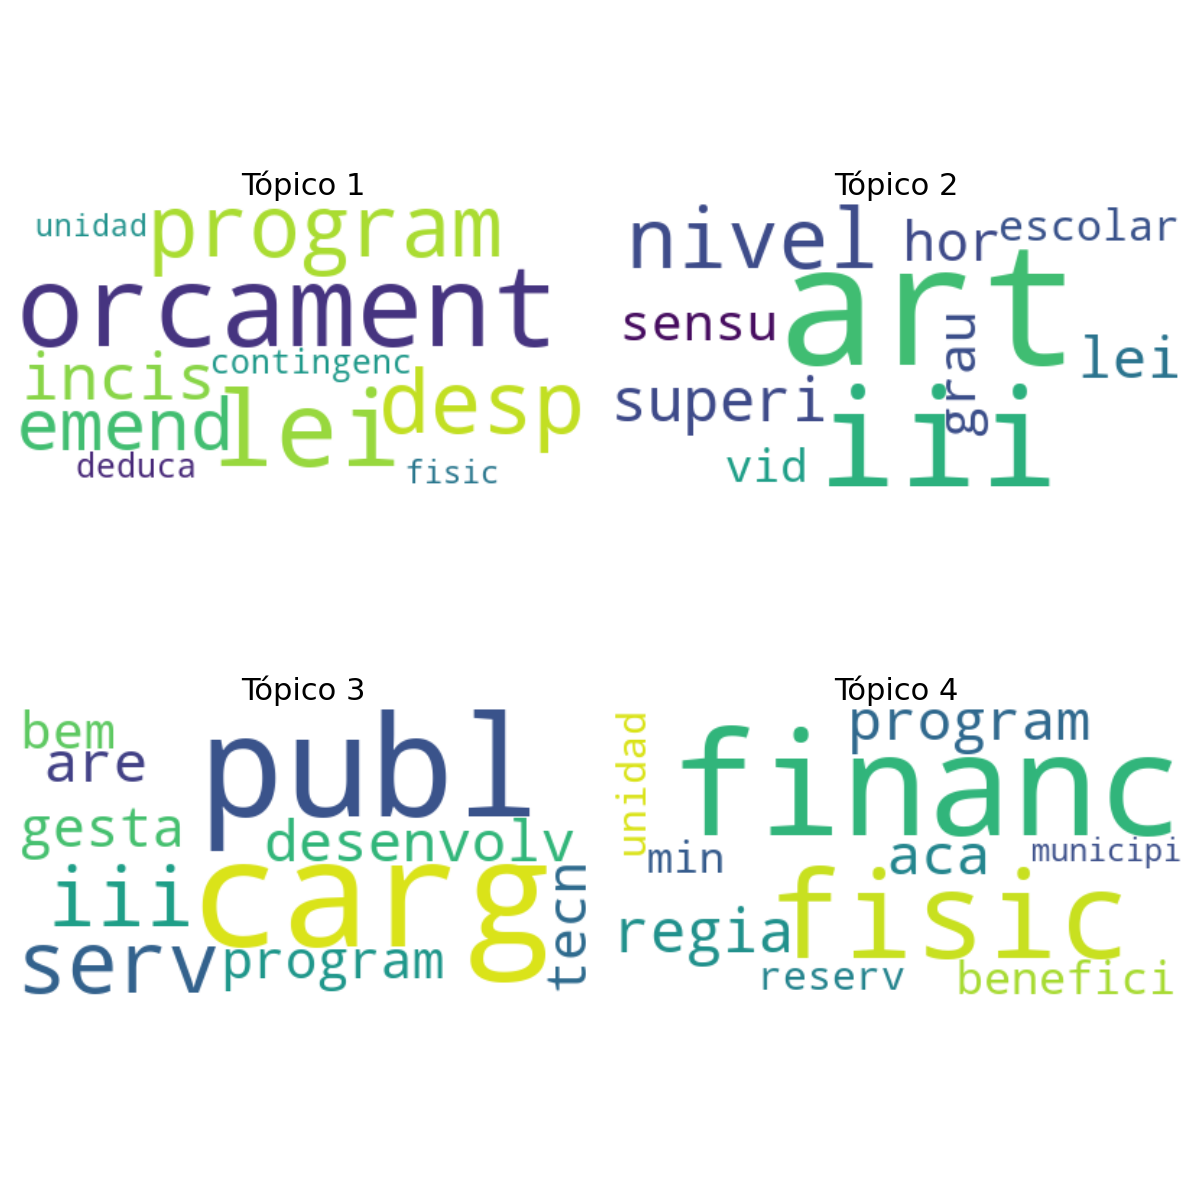 Tópico 1
unidad
program
orcament
incis
contingenc
emend
lei
desp
deduca
fisic
Tópico 2
nivel
hor
escolar
sensu
art
grau
lei
superi
iii
vid
Tópico 3
bem
are
publ
gesta
desenvolv
iii
carg
tecn
serv
program
Tópico 4
unidad
program
financ
min
aca
municipi
regia
fisic
reserv
benefici